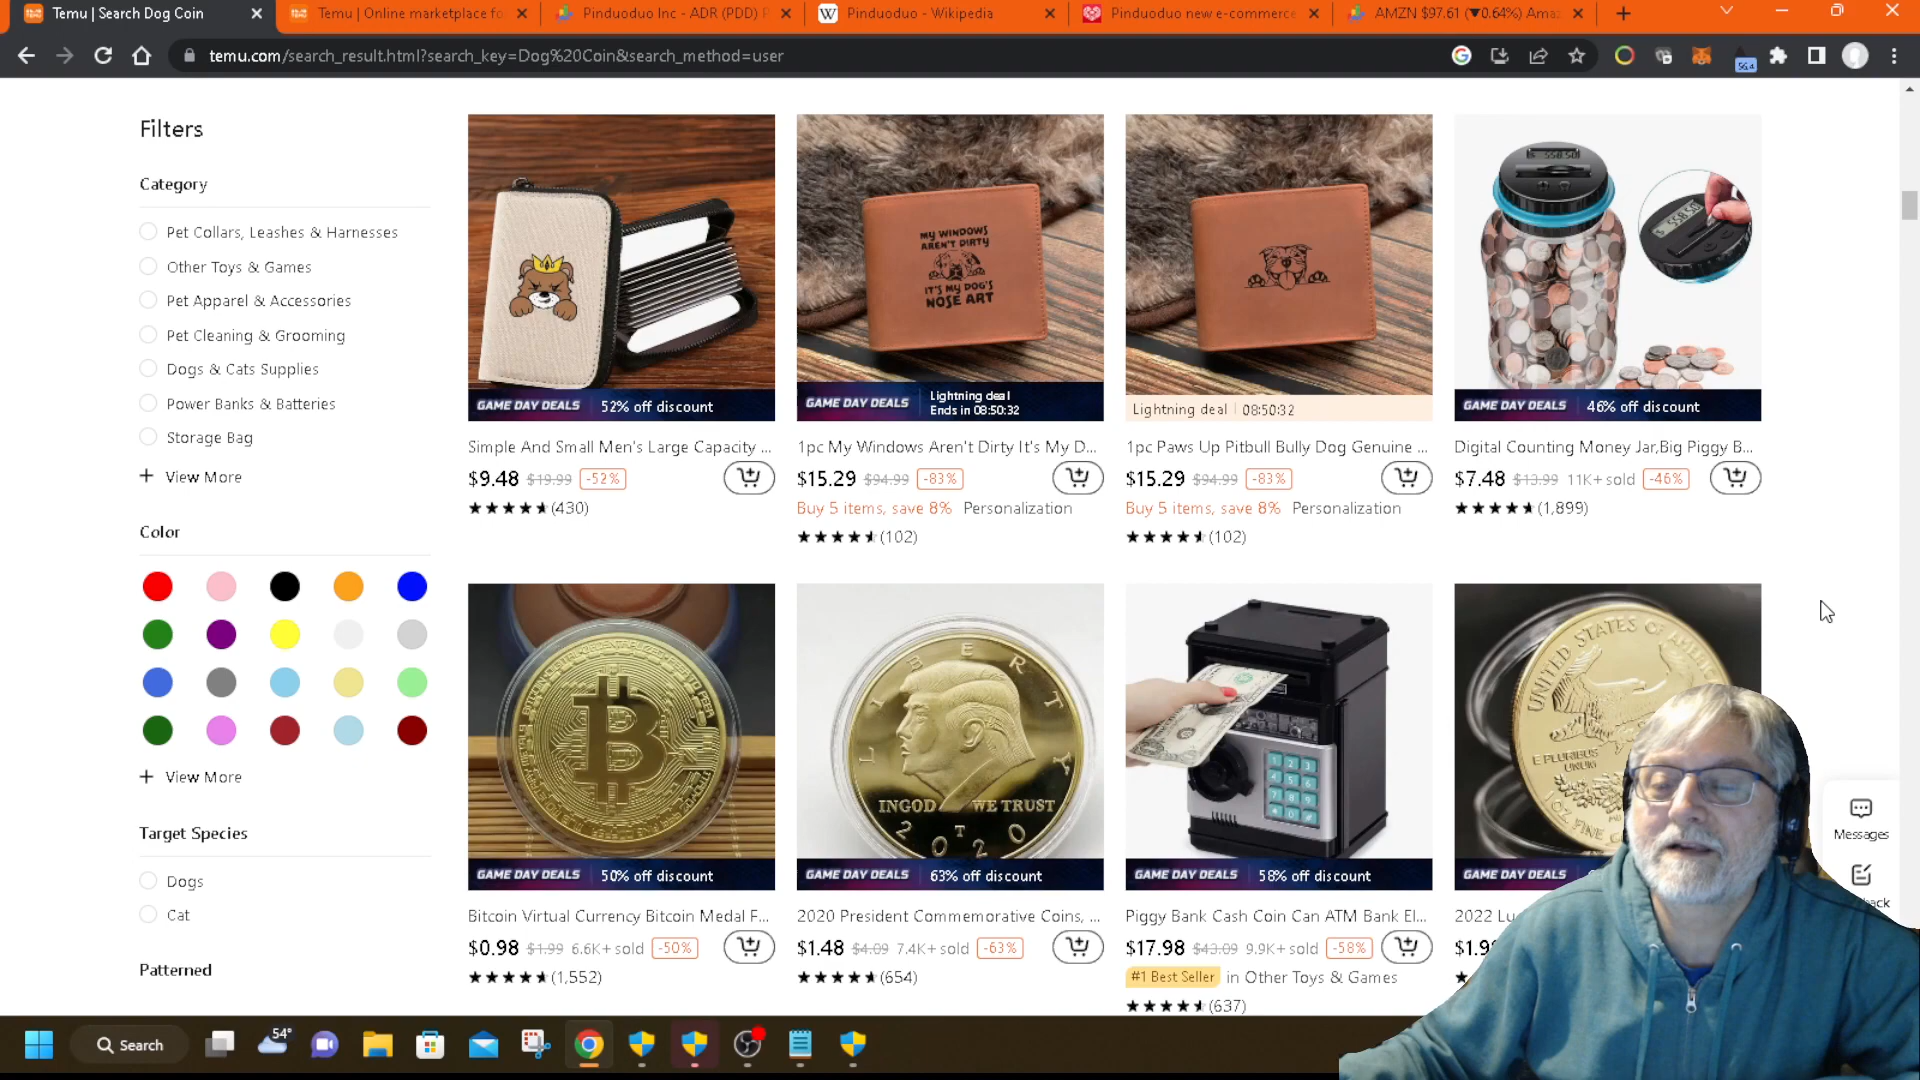 Temu | Search Dog Coin
Temu | Online marketplace fo
Pinduoduo Inc - ADR (PDD) P
Pinduoduo - Wikipedia
Pinduoduo new e-commerce
AMZN $97.61 (▼0.64%) Ama
temu.com/search_result.html?search_key=Dog%20Coin&search_method=user
Filters
Category
Pet Collars, Leashes & Harnesses
Other Toys & Games
Pet Apparel & Accessories
Pet Cleaning & Grooming
Dogs & Cats Supplies
Power Banks & Batteries
Storage Bag
+ View More
Color
+ View More
Target Species
Dogs
Cat
Patterned
MY WINDOWS
AREN'T DIRTY
IT'S MY DOG'S
NOSE ART
GAME DAY DEALS 52% off discount
GAME DAY DEALS Lightning deal
Ends in 08:50:32
Lightning deal 08:50:32
GAME DAY DEALS 46% off discount
Simple And Small Men's Large Capacity ...
$9.48 $19.99 -52%
(430)
1pc My Windows Aren't Dirty It's My D...
$15.29 $94.99 -83%
Buy 5 items, save 8% Personalization
(102)
1pc Paws Up Pitbull Bully Dog Genuine ...
$15.29 $94.99 -83%
Buy 5 items, save 8% Personalization
(102)
Digital Counting Money Jar,Big Piggy B...
$7.48 $13.99 11K+ sold -46%
(1,899)
LIBERTY
IN GOD WE TRUST
2020
T
UNITED STATES OF AMERICA
E PLURIBUS
UNUM
1 OZ. FINE
GAME DAY DEALS 50% off discount
GAME DAY DEALS 63% off discount
GAME DAY DEALS 58% off discount
GAME DAY DEALS
Bitcoin Virtual Currency Bitcoin Medal F...
$0.98 $1.99 6.6K+ sold -50%
(1,552)
2020 President Commemorative Coins, ...
$1.48 $4.09 7.4K+ sold -63%
(654)
Piggy Bank Cash Coin Can ATM Bank El...
$17.98 $43.09 9.9K+ sold -58%
#1 Best Seller in Other Toys & Games
(637)
2022 Lu
$1.9
Messages
54°
Search